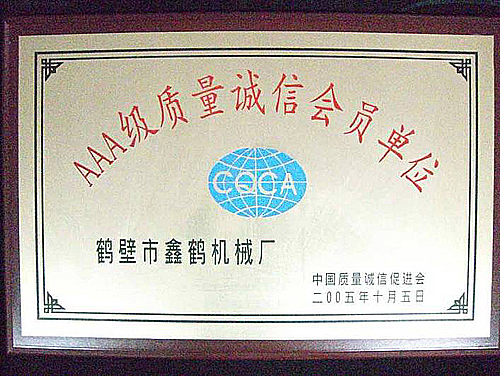 AAA级质量诚信会员单位
CQCA
鹤壁市鑫鹤机械厂
中国质量诚信促进会
二00五年十月五日